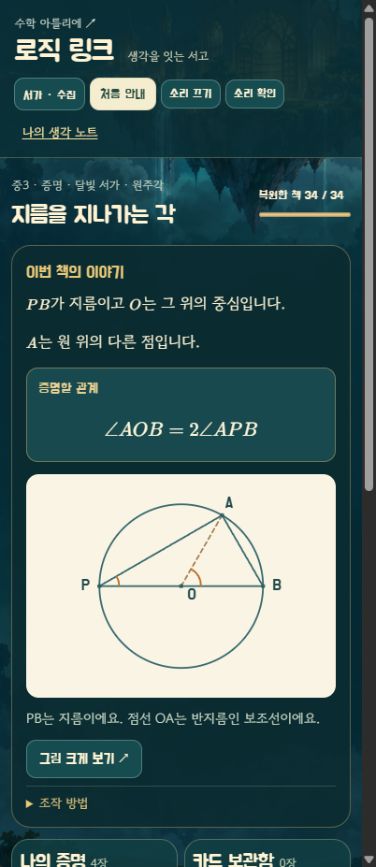 수학 아틀리에 ↗
로직 링크 생각을 잇는 서고
서가 · 수집 처음 안내 소리 끄기 소리 확인
나의 생각 노트
중3 · 증명 · 달빛 서가 · 원주각
지름을 지나가는 각
복원한 책 34 / 34
이번 책의 이야기
PB가 지름이고 O는 그 위의 중심입니다.
A는 원 위의 다른 점입니다.
증명할 관계
∠AOB = 2∠APB
A
P O B
PB는 지름이에요. 점선 OA는 반지름인 보조선이에요.
그림 크게 보기 ↗
▶ 조작 방법
나의 증명 4장 카드 보관함 0장